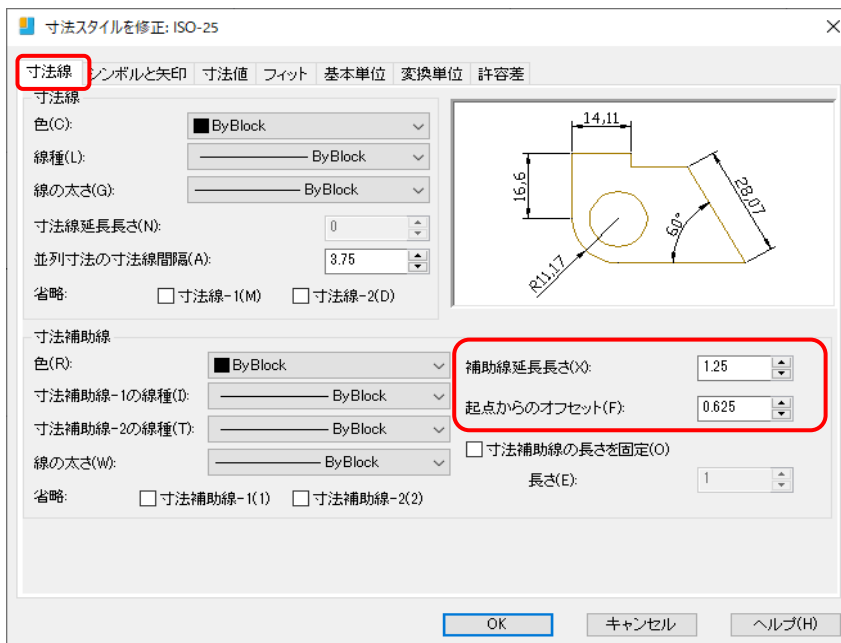 寸法スタイルを修正: ISO-25
寸法線 シンボルと矢印 寸法値 フィット 基本単位 変換単位 許容差
寸法線
色(C): ByBlock
線種(L): ByBlock
線の太さ(G): ByBlock
寸法線延長長さ(N): 0
並列寸法の寸法線間隔(A): 3.75
省略: 寸法線-1(M) 寸法線-2(D)
14,11
16,6
28,07
60°
R11,17
寸法補助線
色(R): ByBlock
寸法補助線-1の線種(I): ByBlock
寸法補助線-2の線種(T): ByBlock
線の太さ(W): ByBlock
省略: 寸法補助線-1(1) 寸法補助線-2(2)
補助線延長長さ(X): 1.25
起点からのオフセット(F): 0.625
寸法補助線の長さを固定(O)
長さ(E): 1
OK キャンセル ヘルプ(H)